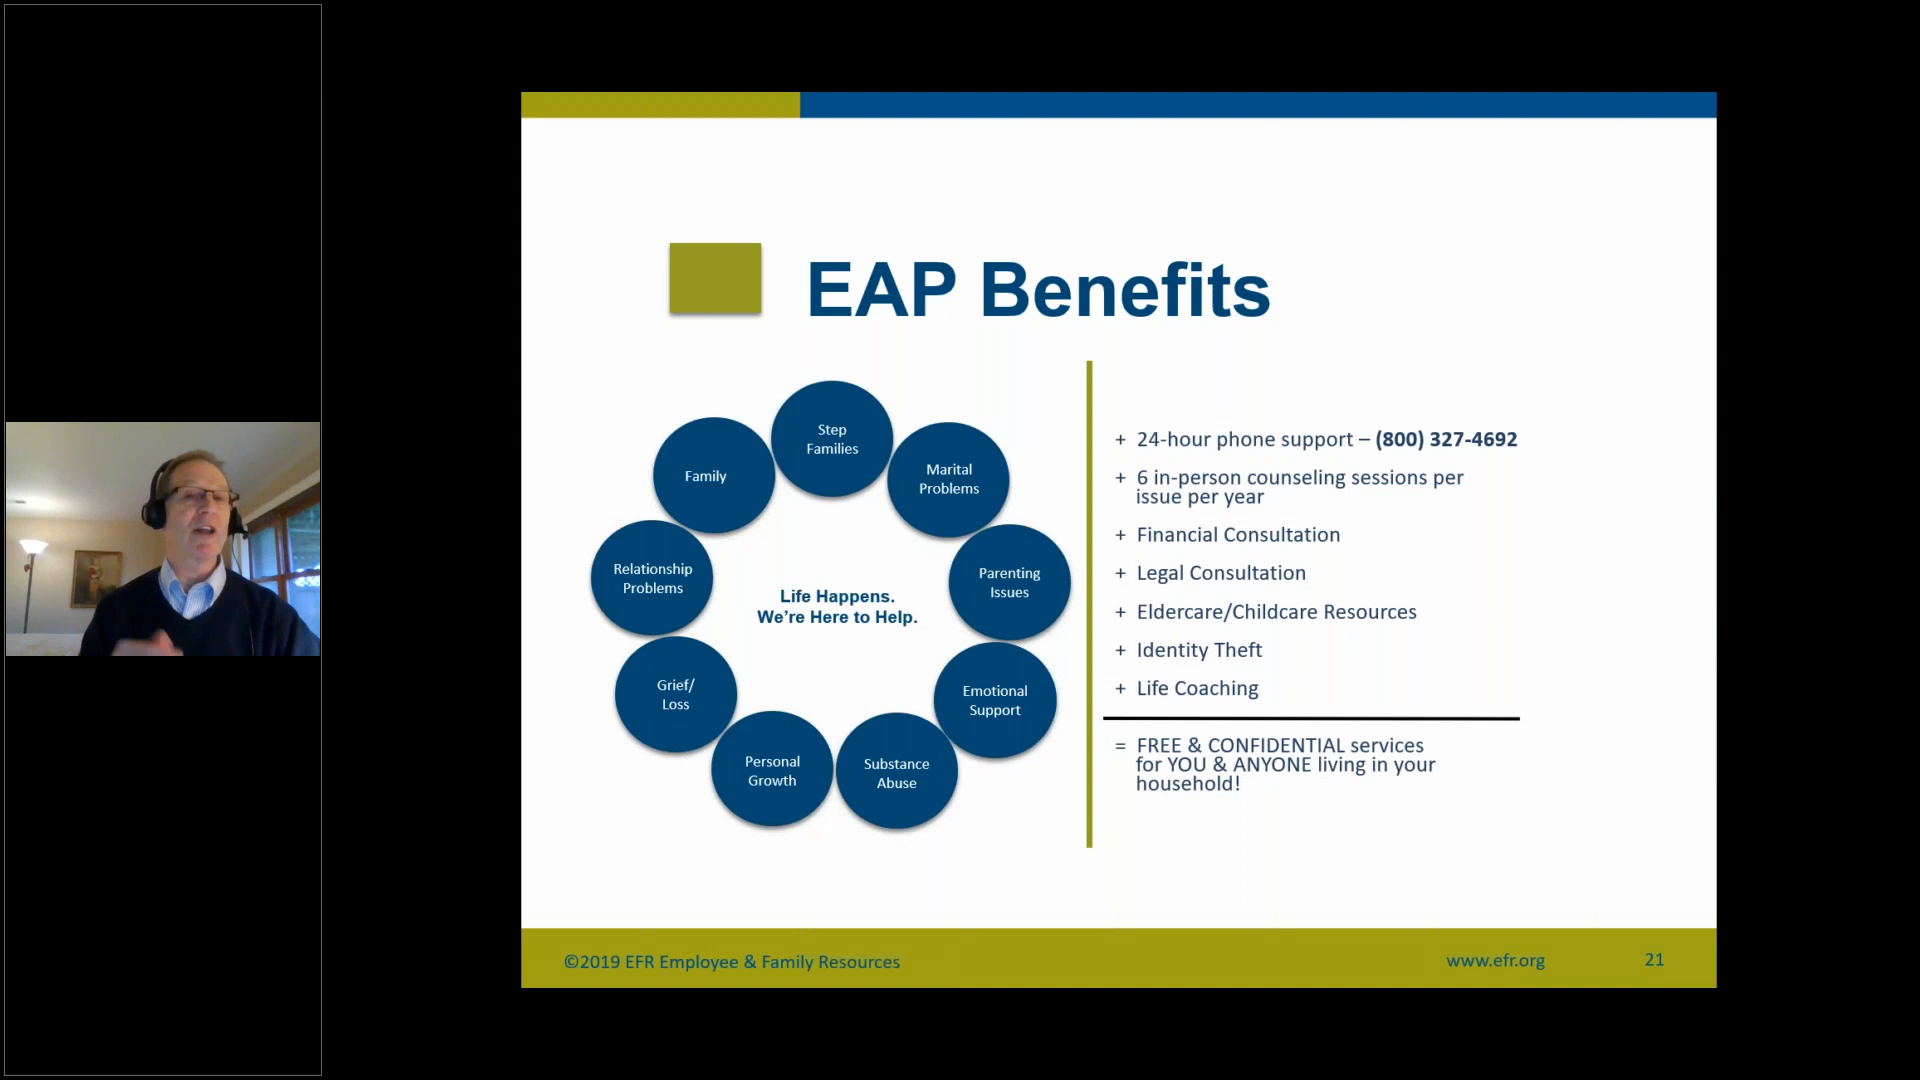 EAP Benefits
Step
Families
Family
Marital
Problems
Relationship
Problems
Parenting
Issues
Life Happens.
We’re Here to Help.
Grief/
Loss
Emotional
Support
Personal
Growth
Substance
Abuse
+ 24-hour phone support – (800) 327-4692
+ 6 in-person counseling sessions per
issue per year
+ Financial Consultation
+ Legal Consultation
+ Eldercare/Childcare Resources
+ Identity Theft
+ Life Coaching
= FREE & CONFIDENTIAL services
for YOU & ANYONE living in your
household!
©2019 EFR Employee & Family Resources
www.efr.org
21